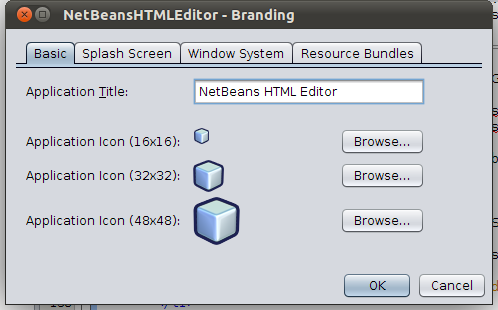 NetBeansHTMLEditor - Branding
Basic Splash Screen Window System Resource Bundles
Application Title: NetBeans HTML Editor
Application Icon (16x16): Browse...
Application Icon (32x32): Browse...
Application Icon (48x48): Browse...
OK Cancel